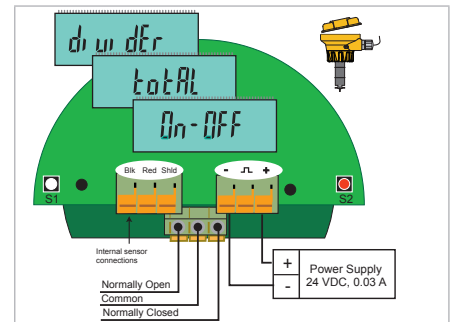 dividEr
totAL
On-OFF
Blk Red Shld
- +
S1
S2
Internal sensor
connections
Normally Open
Common
Normally Closed
+
-
Power Supply
24 VDC, 0.03 A